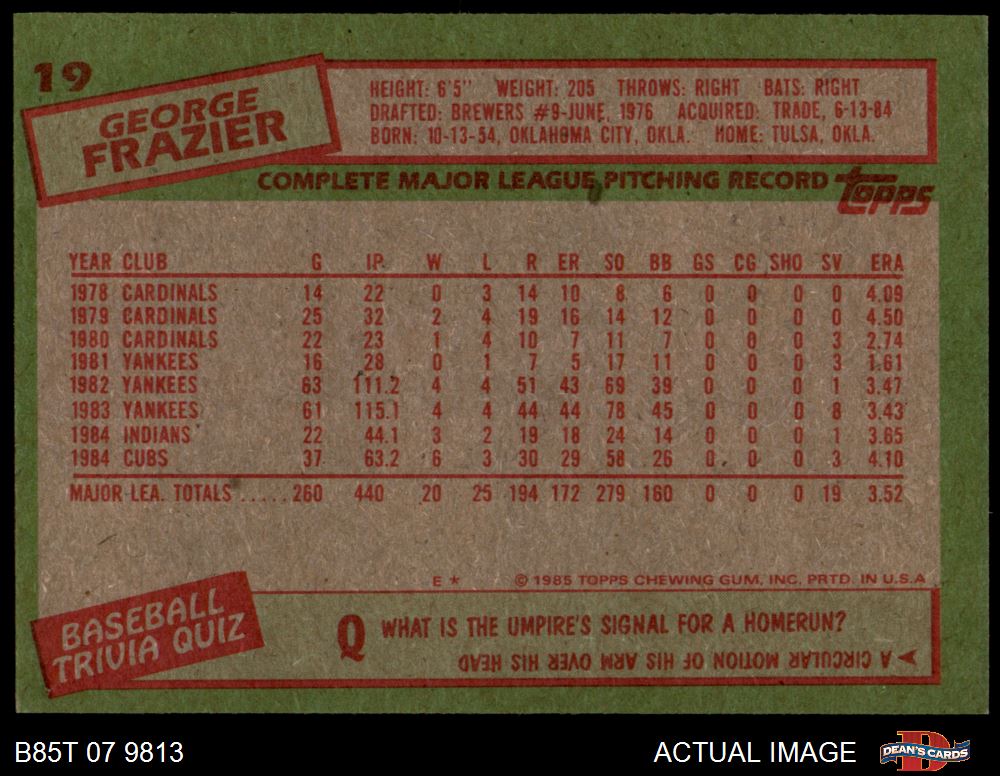 19
GEORGE
FRAZIER
HEIGHT: 6'5" WEIGHT: 205 THROWS: RIGHT BATS: RIGHT
DRAFTED: BREWERS #9-JUNE, 1976 ACQUIRED: TRADE, 6-13-84
BORN: 10-13-54, OKLAHOMA CITY, OKLA. HOME: TULSA, OKLA.
COMPLETE MAJOR LEAGUE PITCHING RECORD topps
YEAR CLUB G IP W L R ER SO BB GS CG SHO SV ERA
1978 CARDINALS 14 22 0 3 14 10 8 6 0 0 0 0 4.09
1979 CARDINALS 25 32 2 4 19 16 14 12 0 0 0 0 4.50
1980 CARDINALS 22 23 1 4 10 7 11 7 0 0 0 3 2.74
1981 YANKEES 16 28 0 1 7 5 17 11 0 0 0 3 1.61
1982 YANKEES 63 111.2 4 4 51 43 69 39 0 0 0 1 3.47
1983 YANKEES 61 115.1 4 4 44 44 78 45 0 0 0 8 3.43
1984 INDIANS 22 44.1 3 2 19 18 24 14 0 0 0 1 3.65
1984 CUBS 37 63.2 6 3 30 29 58 26 0 0 0 3 4.10
MAJOR LEA. TOTALS ..... 260 440 20 25 194 172 279 160 0 0 0 19 3.52
E * © 1985 TOPPS CHEWING GUM, INC. PRTD. IN U.S.A
BASEBALL
TRIVIA QUIZ
Q WHAT IS THE UMPIRE'S SIGNAL FOR A HOMERUN?
A CIRCULAR MOTION OF HIS ARM OVER HIS HEAD
B85T 07 9813 ACTUAL IMAGE DEAN'S CARDS